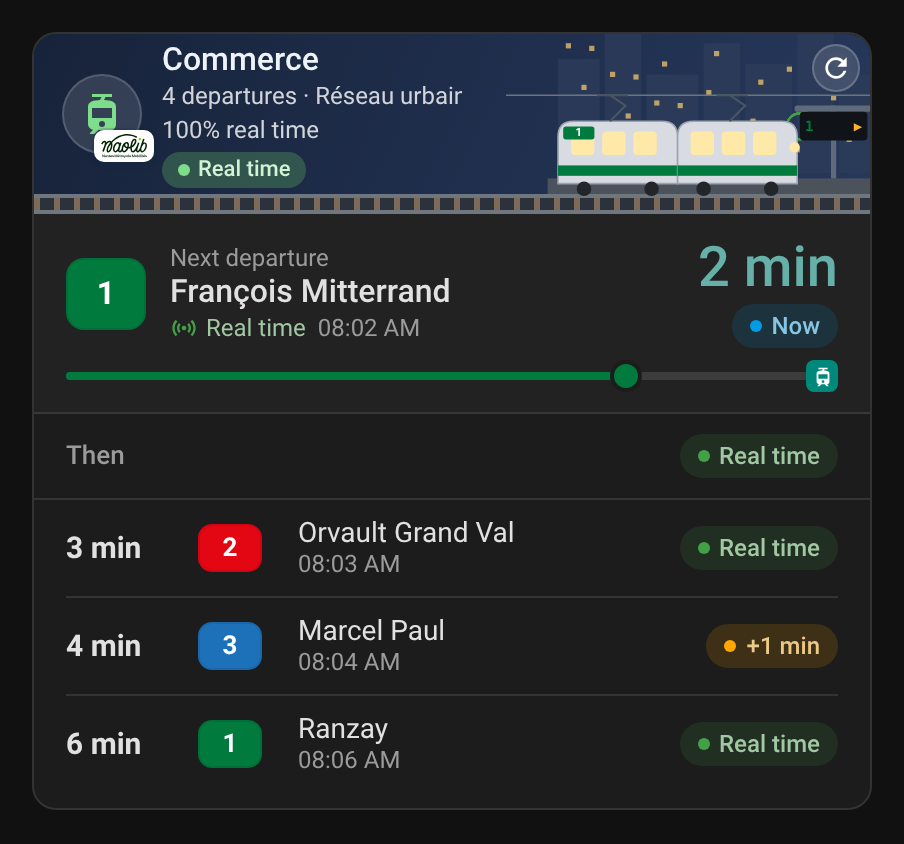 Commerce
4 departures · Réseau urbair
100% real time
naolib
Real time
1
1
1
Next departure
François Mitterrand
Real time 08:02 AM
2 min
Now
Then
Real time
3 min
2
Orvault Grand Val
08:03 AM
Real time
4 min
3
Marcel Paul
08:04 AM
+1 min
6 min
1
Ranzay
08:06 AM
Real time